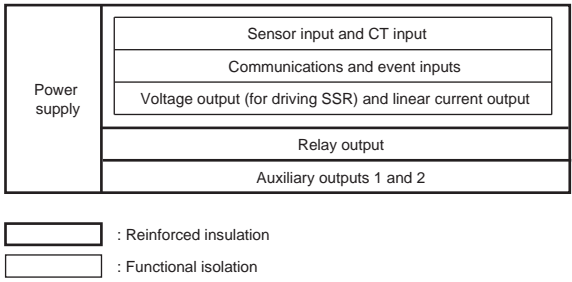 Sensor input and CT input
Communications and event inputs
Voltage output (for driving SSR) and linear current output
Power
supply
Relay output
Auxiliary outputs 1 and 2
: Reinforced insulation
: Functional isolation